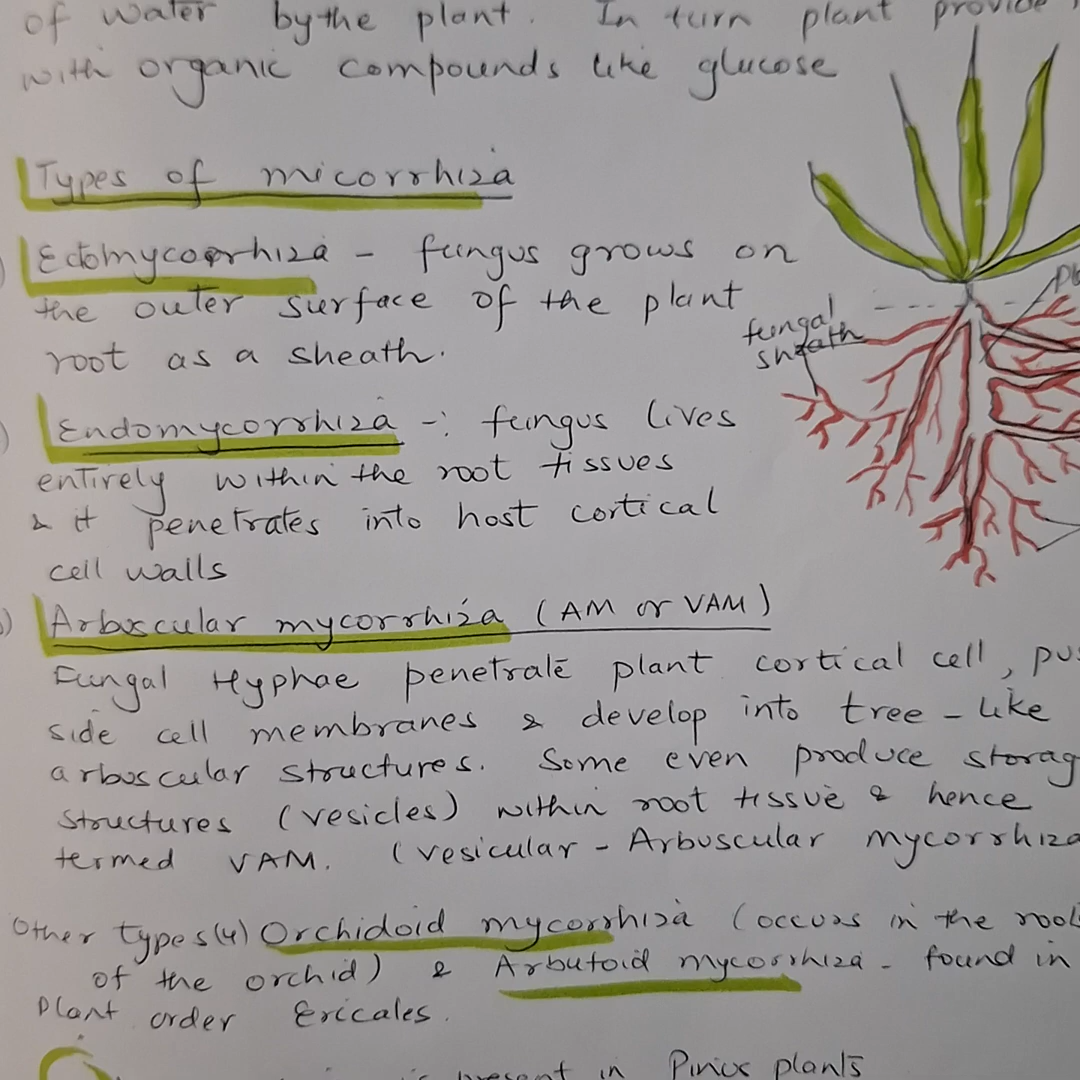 of water by the plant. In turn plant provide
with organic compounds like glucose
Types of micorrhiza
Ectomycorrhiza - fungus grows on
the outer surface of the plant
root as a sheath.
fungal
sheath
Endomycorrhiza -: fungus lives
entirely within the root tissues
& it penetrates into host cortical
cell walls
Arbuscular mycorrhiza (AM or VAM)
Fungal Hyphae penetrate plant cortical cell,
side cell membranes & develop into tree-like
arbuscular structures. Some even produce storag
structures (vesicles) within root tissue & hence
termed VAM. (vesicular-Arbuscular mycorrhiza
Other types (4) Orchidoid mycorrhiza (occurs in the root
of the orchid) & Arbutoid mycorrhiza - found in
plant order Ericales.
present in Pinus plants